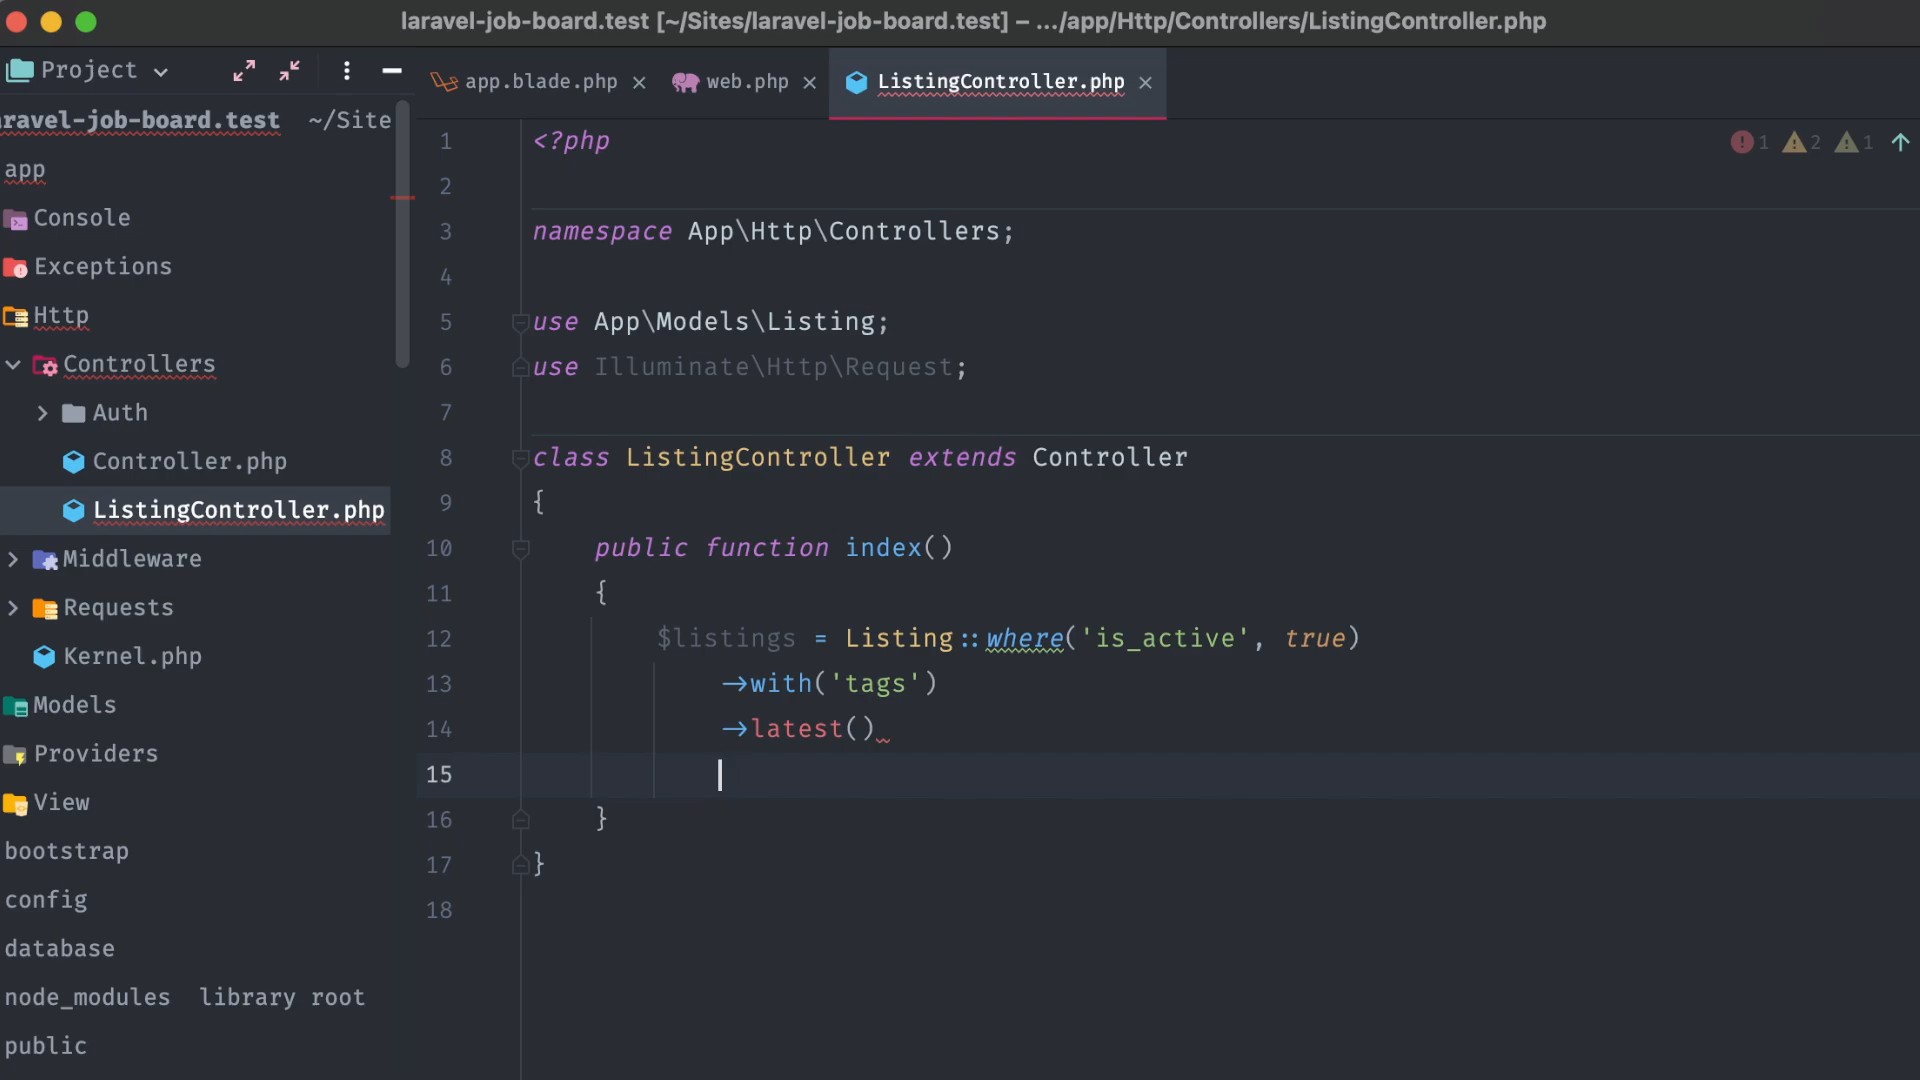 laravel-job-board.test [~/Sites/laravel-job-board.test] – .../app/Http/Controllers/ListingController.php
Project
app.blade.php
web.php
ListingController.php
ravel-job-board.test ~/Site
app
Console
Exceptions
Http
Controllers
Auth
Controller.php
ListingController.php
Middleware
Requests
Kernel.php
Models
Providers
View
bootstrap
config
database
node_modules library root
public
1 2 1
1 <?php
2
3 namespace App\Http\Controllers;
4
5 use App\Models\Listing;
6 use Illuminate\Http\Request;
7
8 class ListingController extends Controller
9 {
10 public function index()
11 {
12 $listings = Listing::where('is_active', true)
13 ->with('tags')
14 ->latest()
15
16 }
17 }
18